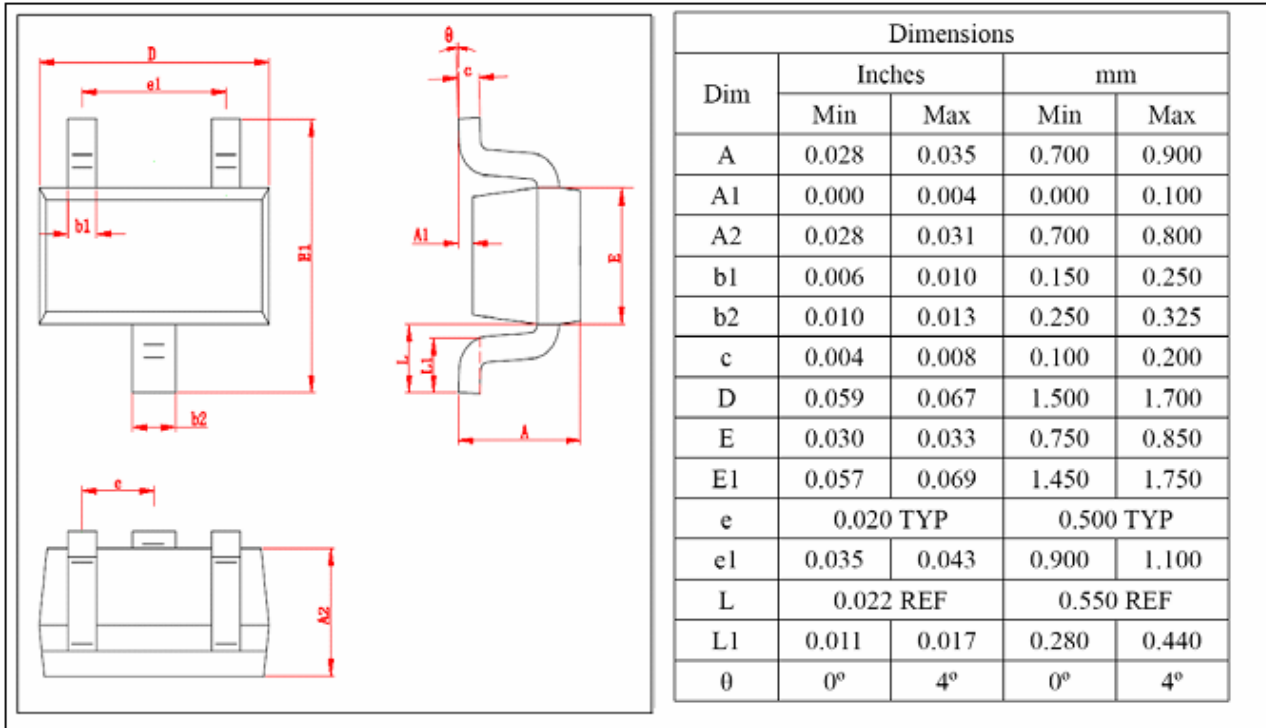 D
e1
b1
E1
b2
θ
c
A1
E
L
L1
A
e
A2
Dimensions
Dim Inches mm
Min Max Min Max
A 0.028 0.035 0.700 0.900
A1 0.000 0.004 0.000 0.100
A2 0.028 0.031 0.700 0.800
b1 0.006 0.010 0.150 0.250
b2 0.010 0.013 0.250 0.325
c 0.004 0.008 0.100 0.200
D 0.059 0.067 1.500 1.700
E 0.030 0.033 0.750 0.850
E1 0.057 0.069 1.450 1.750
e 0.020 TYP 0.500 TYP
e1 0.035 0.043 0.900 1.100
L 0.022 REF 0.550 REF
L1 0.011 0.017 0.280 0.440
θ 0° 4° 0° 4°